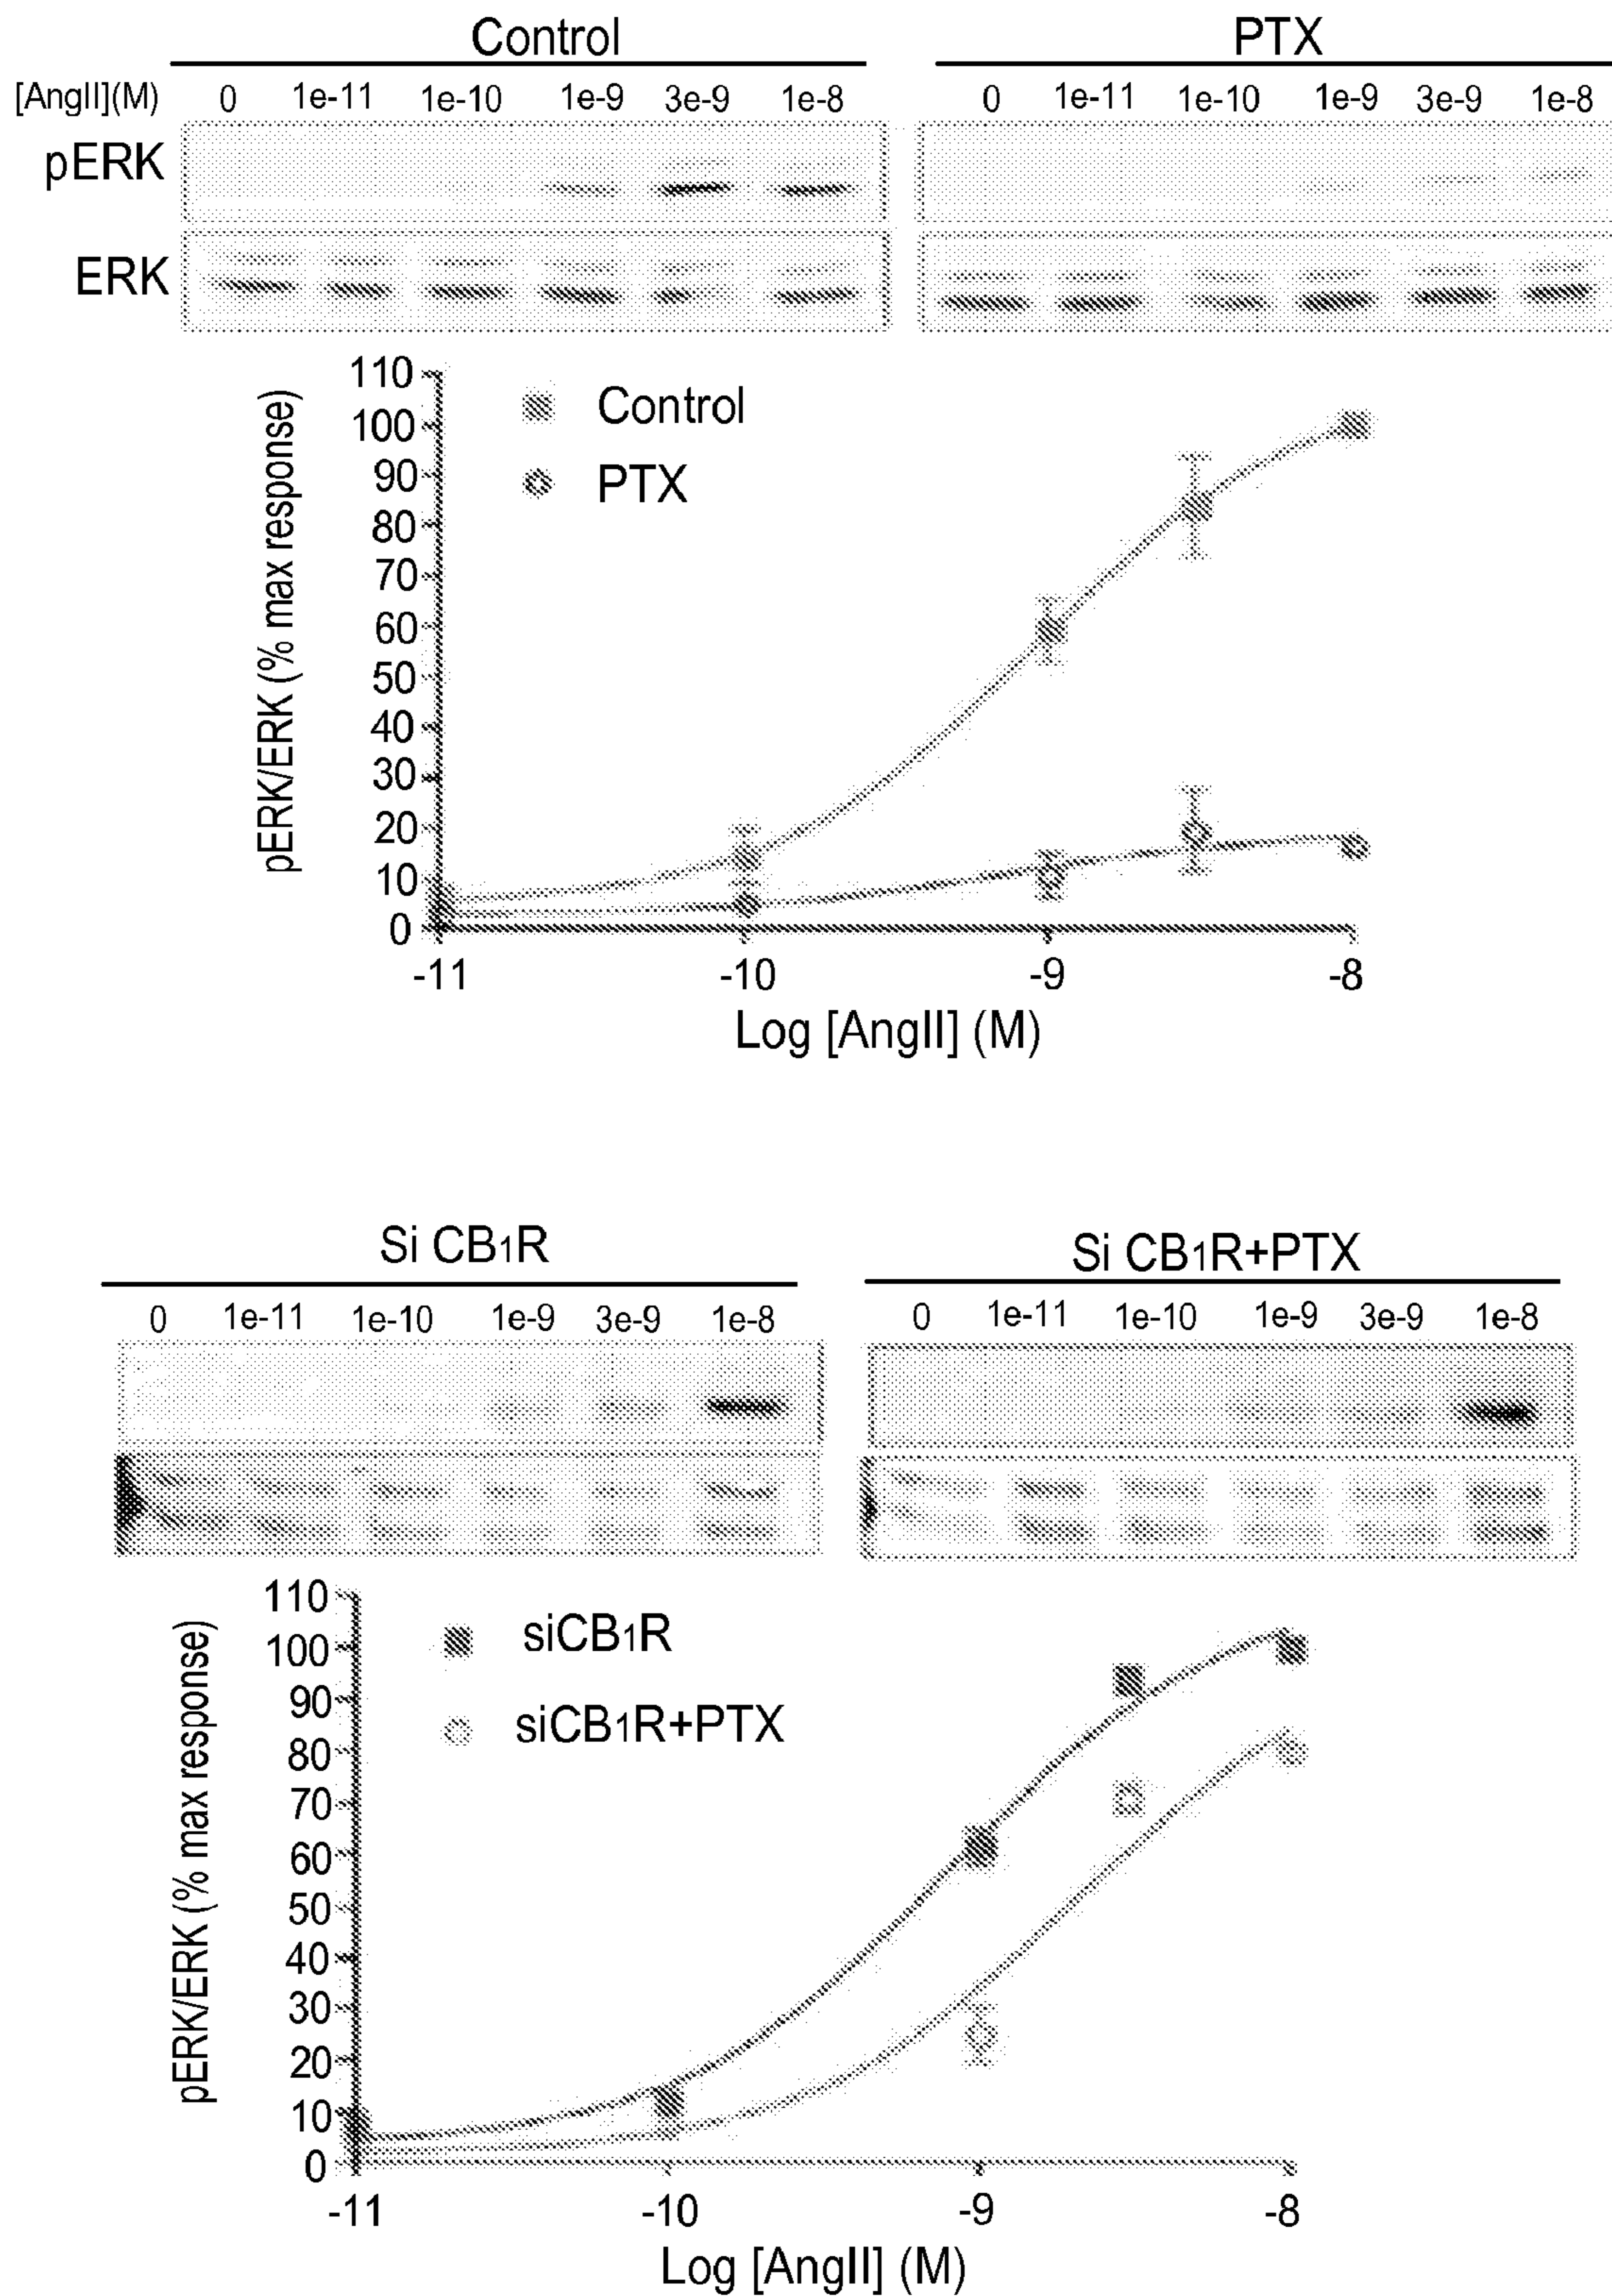 Control PTX
[AngII](M) 0 1e-11 1e-10 1e-9 3e-9 1e-8 0 1e-11 1e-10 1e-9 3e-9 1e-8
pERK
ERK
pERK/ERK (% max response)
110
100
90
80
70
60
50
40
30
20
10
0
Control
PTX
-11 -10 -9 -8
Log [AngII] (M)
Si CB1R Si CB1R+PTX
0 1e-11 1e-10 1e-9 3e-9 1e-8 0 1e-11 1e-10 1e-9 3e-9 1e-8
pERK/ERK (% max response)
110
100
90
80
70
60
50
40
30
20
10
0
siCB1R
siCB1R+PTX
-11 -10 -9 -8
Log [AngII] (M)